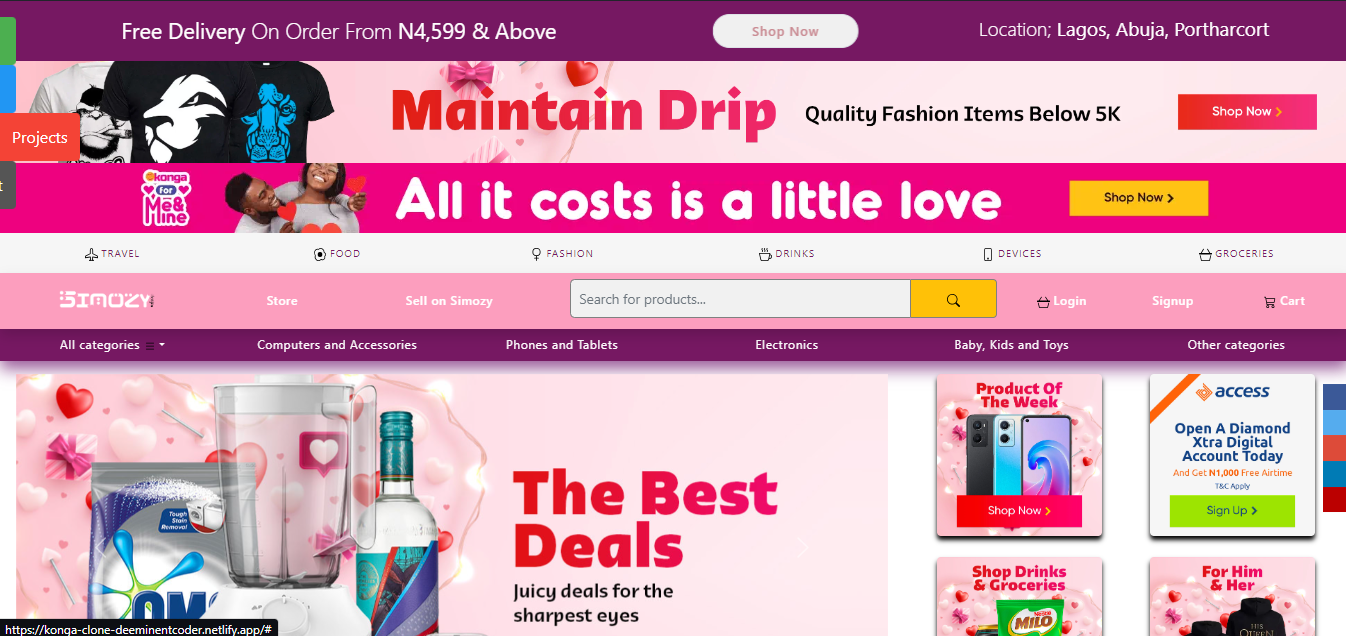 Free Delivery On Order From N4,599 & Above
Shop Now
Location; Lagos, Abuja, Portharcort
Maintain Drip
Quality Fashion Items Below 5K
Shop Now
Projects
t
konga
For
Me&
Mine
All it costs is a little love
Shop Now
TRAVEL
FOOD
FASHION
DRINKS
DEVICES
GROCERIES
SIMOZY
Store
Sell on Simozy
Search for products...
Login
Signup
Cart
All categories
Computers and Accessories
Phones and Tablets
Electronics
Baby, Kids and Toys
Other categories
Tough
Stain
Removal!
OMO
The Best
Deals
Juicy deals for the
sharpest eyes
Product Of
The Week
Shop Now
access
Open A Diamond
Xtra Digital
Account Today
And Get N1,000 Free Airtime
T&C Apply
Sign Up
Shop Drinks
& Groceries
Nestle
MILO
For Him
& Her
HIS
QUEEN
https://konga-clone-deeminentcoder.netlify.app/#